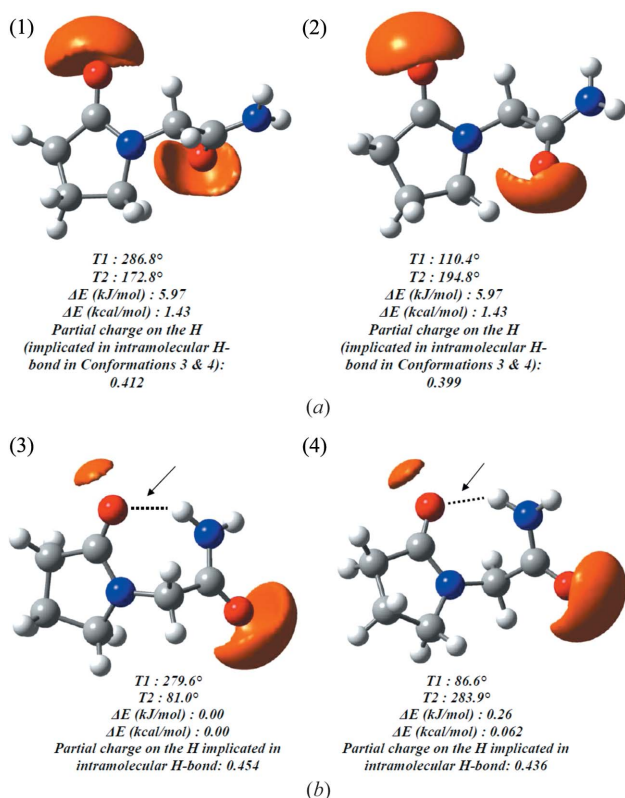 (1)
(2)
T1 : 286.8°
T2 : 172.8°
ΔE (kJ/mol) : 5.97
ΔE (kcal/mol) : 1.43
Partial charge on the H
(implicated in intramolecular H-
bond in Conformations 3 & 4):
0.412
T1 : 110.4°
T2 : 194.8°
ΔE (kJ/mol) : 5.97
ΔE (kcal/mol) : 1.43
Partial charge on the H
(implicated in intramolecular H-
bond in Conformations 3 & 4):
0.399
(a)
(3)
(4)
T1 : 279.6°
T2 : 81.0°
ΔE (kJ/mol) : 0.00
ΔE (kcal/mol) : 0.00
Partial charge on the H implicated in
intramolecular H-bond: 0.454
T1 : 86.6°
T2 : 283.9°
ΔE (kJ/mol) : 0.26
ΔE (kcal/mol) : 0.062
Partial charge on the H implicated in
intramolecular H-bond: 0.436
(b)